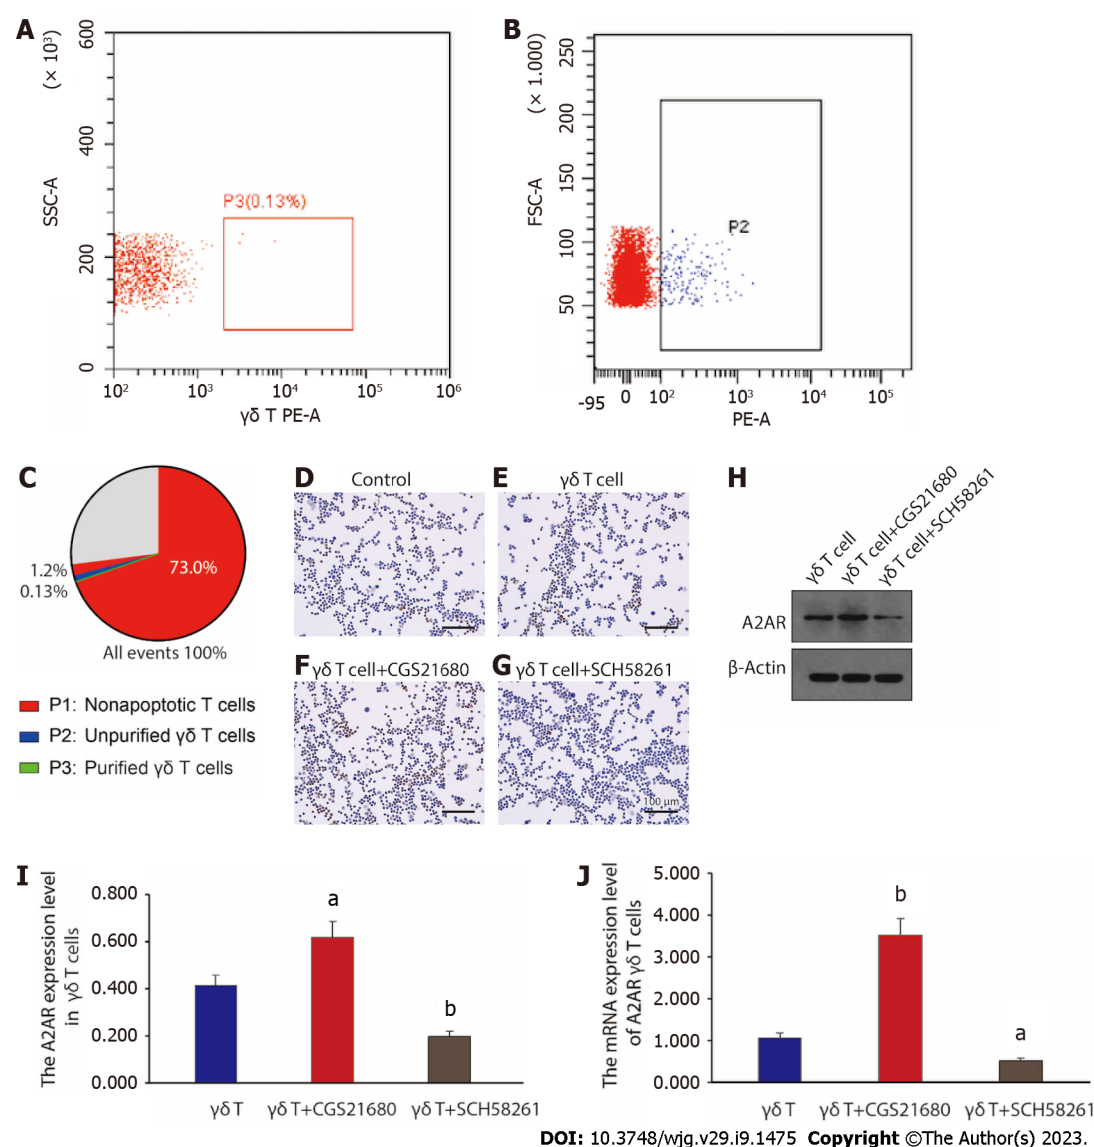 A
B
(× 10³)
SSC-A
600
400
200
0
P3(0.13%)
10² 10³ 10⁴ 10⁵ 10⁶
γδ T PE-A
(× 1.000)
FSC-A
250
200
150
100
50
P2
-95 0 10² 10³ 10⁴ 10⁵
PE-A
C
73.0%
1.2%
0.13%
All events 100%
P1: Nonapoptotic T cells
P2: Unpurified γδ T cells
P3: Purified γδ T cells
D
Control
E
γδ T cell
F
γδ T cell+CGS21680
G
γδ T cell+SCH58261
100 μm
H
γδ T cell
γδ T cell+CGS21680
γδ T cell+SCH58261
A2AR
β-Actin
I
The A2AR expression level
in γδ T cells
0.800
0.600
0.400
0.200
0.000
a
b
γδ T γδ T+CGS21680 γδ T+SCH58261
J
The mRNA expression level
of A2AR γδ T cells
5.000
4.000
3.000
2.000
1.000
0.000
b
a
γδ T γδ T+CGS21680 γδ T+SCH58261
DOI: 10.3748/wjg.v29.i9.1475 Copyright ©The Author(s) 2023.